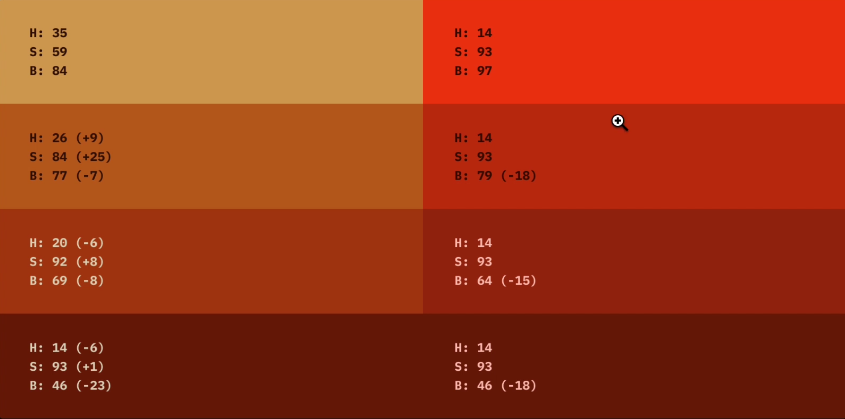 H: 35
S: 59
B: 84
H: 14
S: 93
B: 97
H: 26 (+9)
S: 84 (+25)
B: 77 (-7)
H: 14
S: 93
B: 79 (-18)
H: 20 (-6)
S: 92 (+8)
B: 69 (-8)
H: 14
S: 93
B: 64 (-15)
H: 14 (-6)
S: 93 (+1)
B: 46 (-23)
H: 14
S: 93
B: 46 (-18)